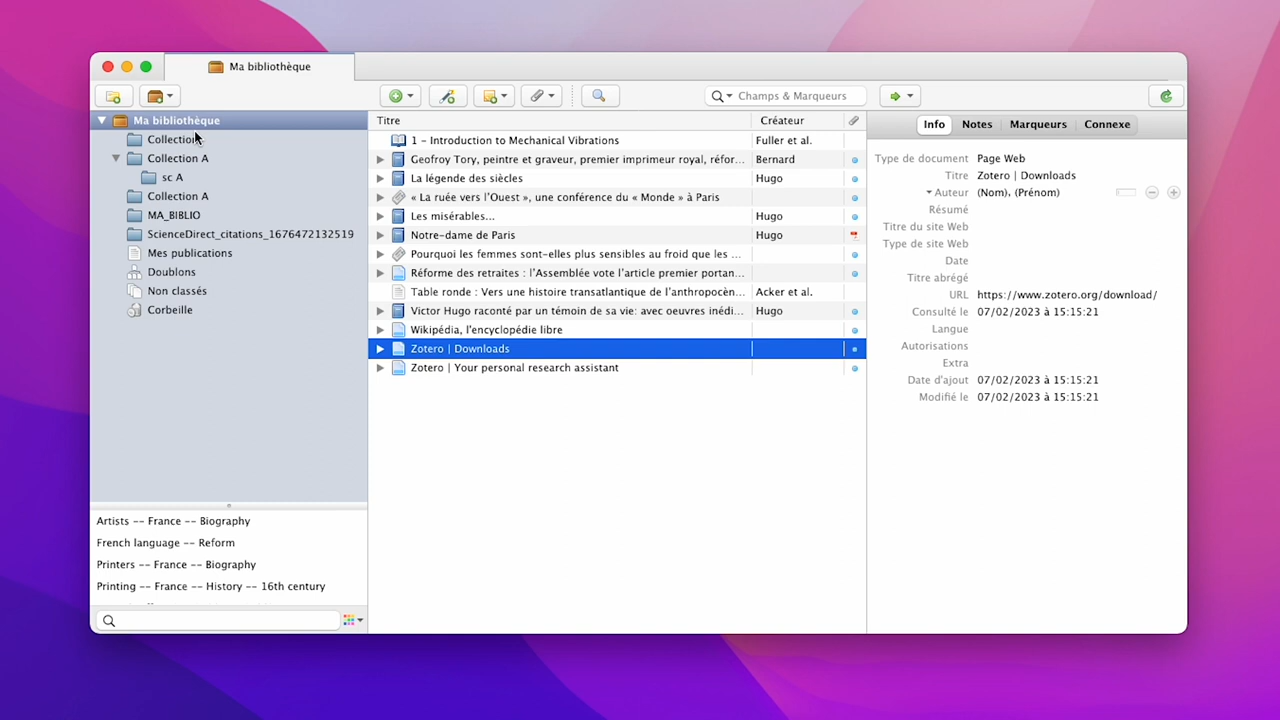 Ma bibliothèque
Champs & Marqueurs
Ma bibliothèque
Collection
Collection A
sc A
Collection A
MA_BIBLIO
ScienceDirect_citations_1676472132519
Mes publications
Doublons
Non classés
Corbeille
Artists -- France -- Biography
French language -- Reform
Printers -- France -- Biography
Printing -- France -- History -- 16th century
Titre Créateur
1 - Introduction to Mechanical Vibrations Fuller et al.
Geofroy Tory, peintre et graveur, premier imprimeur royal, réfor... Bernard
La légende des siècles Hugo
« La ruée vers l'Ouest », une conférence du « Monde » à Paris
Les misérables... Hugo
Notre-dame de Paris Hugo
Pourquoi les femmes sont-elles plus sensibles au froid que les ...
Réforme des retraites : l'Assemblée vote l'article premier portan...
Table ronde : Vers une histoire transatlantique de l'anthropocèn... Acker et al.
Victor Hugo raconté par un témoin de sa vie: avec oeuvres inédi... Hugo
Wikipédia, l'encyclopédie libre
Zotero | Downloads
Zotero | Your personal research assistant
Info Notes Marqueurs Connexe
Type de document Page Web
Titre Zotero | Downloads
Auteur (Nom), (Prénom)
Résumé
Titre du site Web
Type de site Web
Date
Titre abrégé
URL https://www.zotero.org/download/
Consulté le 07/02/2023 à 15:15:21
Langue
Autorisations
Extra
Date d'ajout 07/02/2023 à 15:15:21
Modifié le 07/02/2023 à 15:15:21